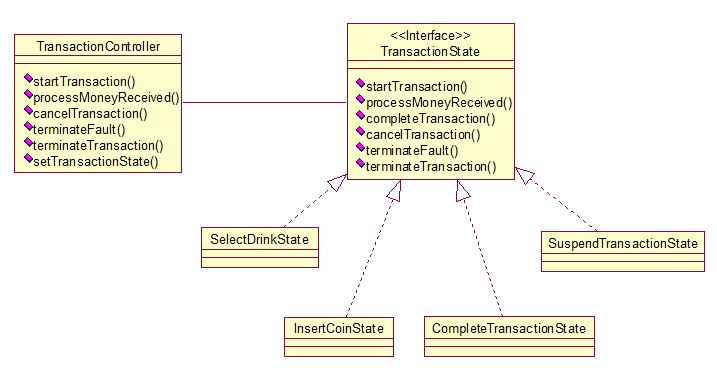 TransactionController
startTransaction()
processMoneyReceived()
cancelTransaction()
terminateFault()
terminateTransaction()
setTransactionState()
<<Interface>>
TransactionState
startTransaction()
processMoneyReceived()
completeTransaction()
cancelTransaction()
terminateFault()
terminateTransaction()
SelectDrinkState
SuspendTransactionState
InsertCoinState
CompleteTransactionState